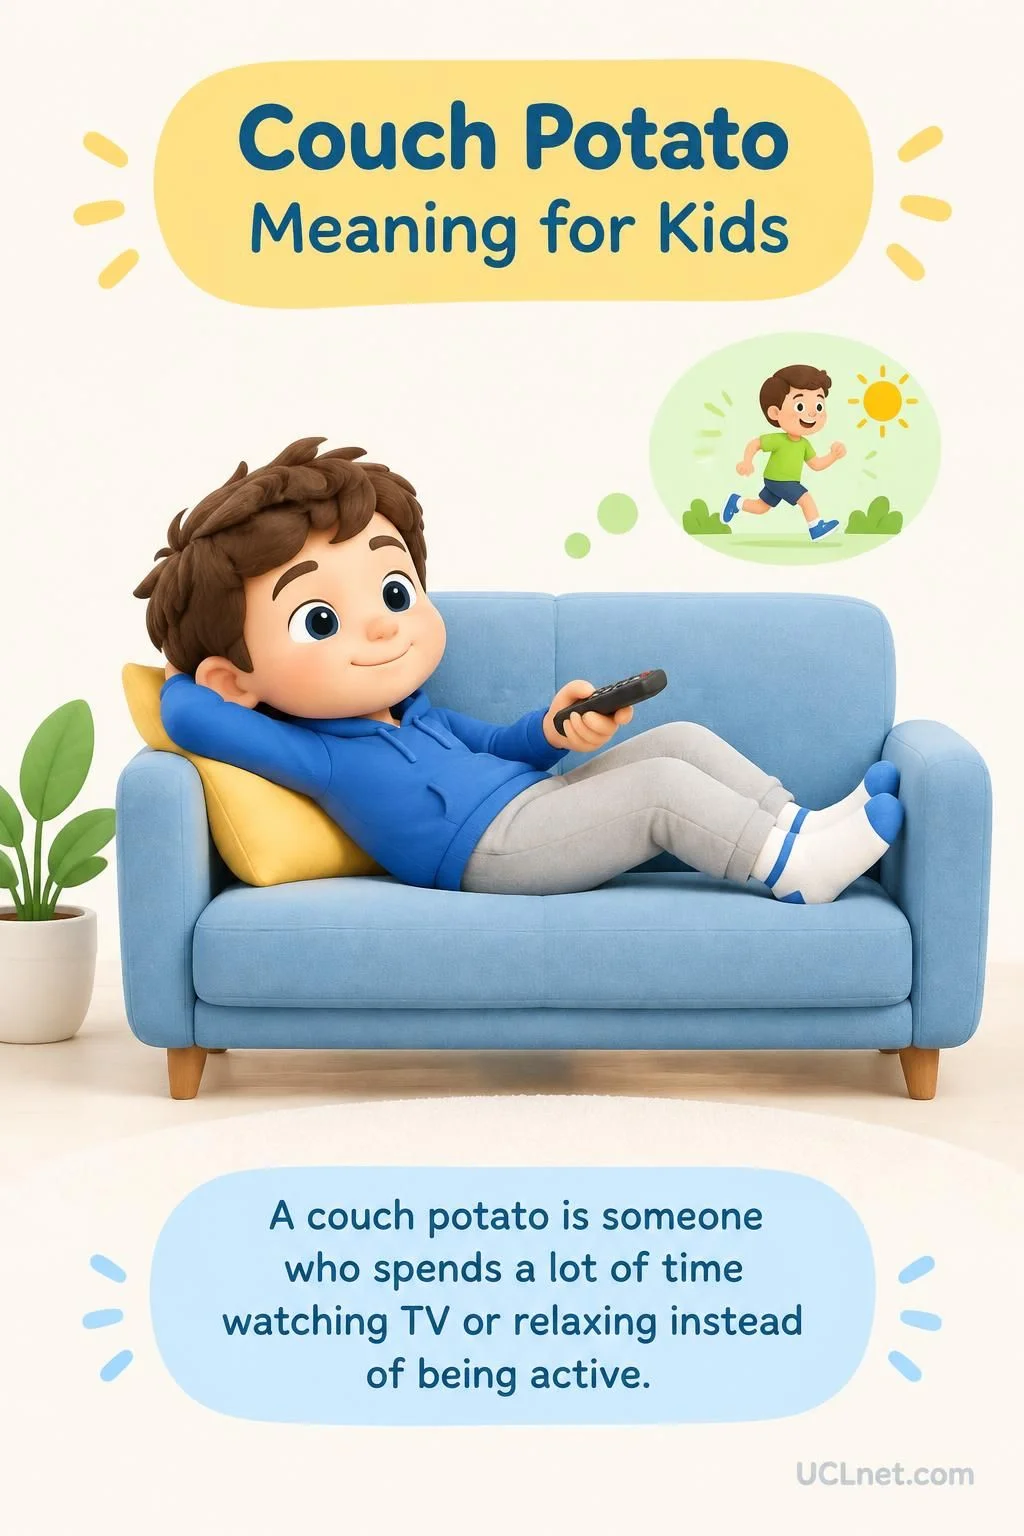 Couch Potato
Meaning for Kids
A couch potato is someone
who spends a lot of time
watching TV or relaxing instead
of being active.
UCLnet.com